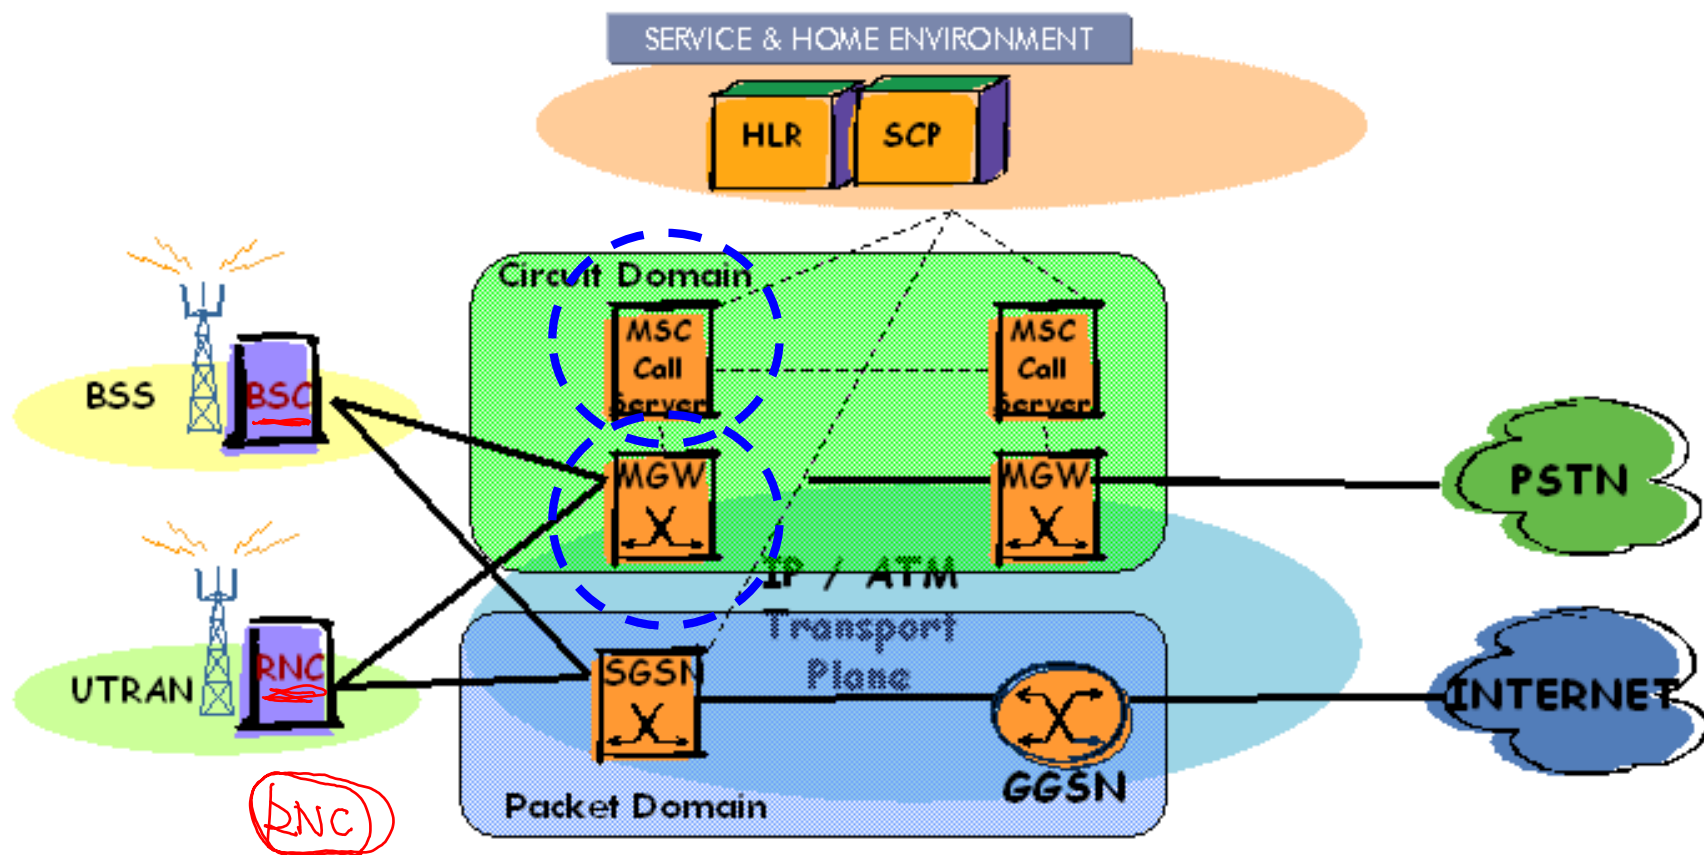 SERVICE & HOME ENVIRONMENT
HLR
SCP
Circuit Domain
MSC
Call
Server
MSC
Call
Server
BSS
BSC
MGW
MGW
PSTN
IP / ATM
Transport
Plane
UTRAN
RNC
SGSN
INTERNET
GGSN
Packet Domain
RNC